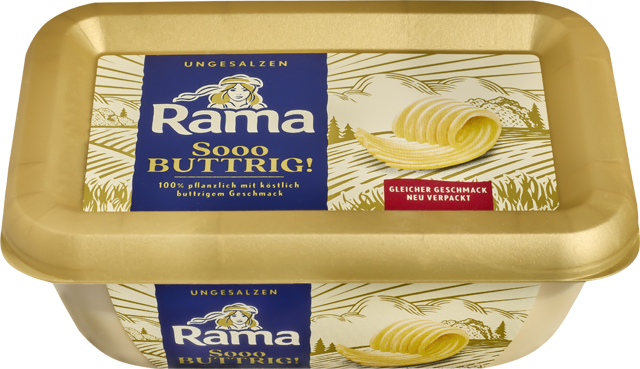 UNGESALZEN
Rama
Sooo
BUTTRIG!
100% pflanzlich mit köstlich
buttrigem Geschmack
GLEICHER GESCHMACK
NEU VERPACKT
UNGESALZEN
Rama
Sooo
BUTTRIG!